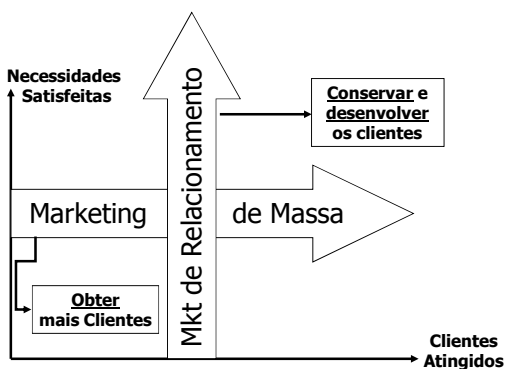 Necessidades
Satisfeitas
Mkt de Relacionamento
Conservar e
desenvolver
os clientes
Marketing de Massa
Obter
mais Clientes
Clientes
Atingidos